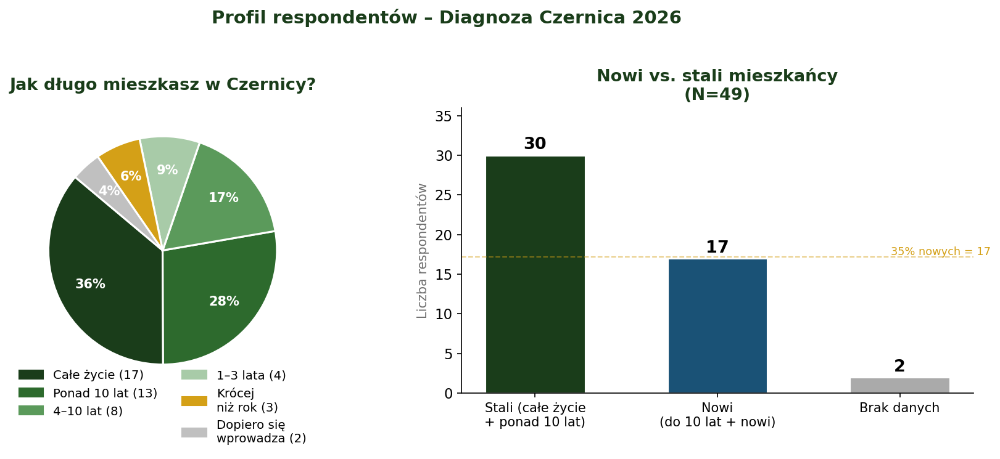 Profil respondentów – Diagnoza Czernica 2026
Jak długo mieszkasz w Czernicy?
36%
28%
17%
9%
6%
4%
Całe życie (17)
Ponad 10 lat (13)
4–10 lat (8)
1–3 lata (4)
Krócej
niż rok (3)
Dopiero się
wprowadza (2)
Nowi vs. stali mieszkańcy
(N=49)
Liczba respondentów
35
30
25
20
15
10
5
0
30
17
2
35% nowych = 17
Stali (całe życie
+ ponad 10 lat)
Nowi
(do 10 lat + nowi)
Brak danych